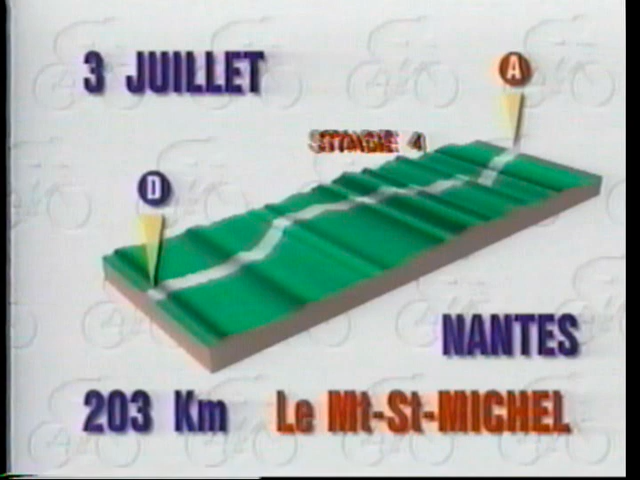 3 JUILLET
A
STAGE 4
D
NANTES
203 Km Le Mt-St-MICHEL